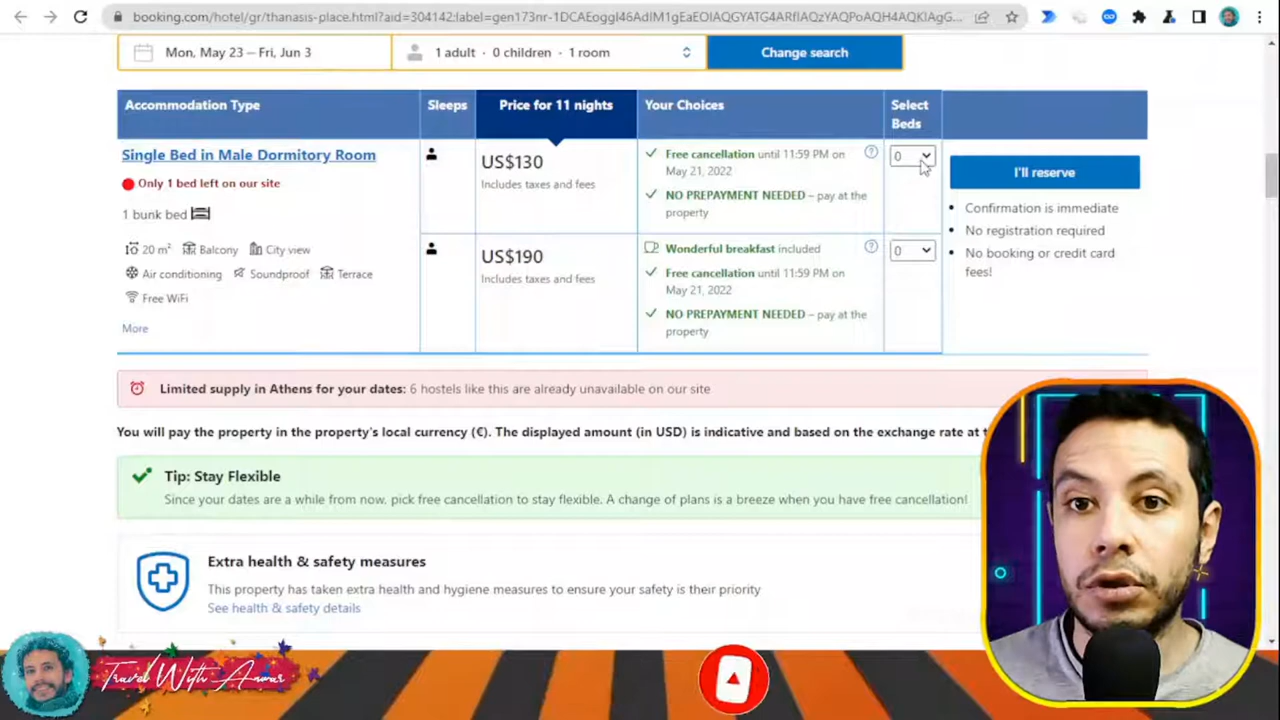 booking.com/hotel/gr/thanasis-place.html?aid=304142;label=gen173nr-1DCAEoggI46AdIM1gEaEOIAQGYATG4ARfIAQzYAQPoAQH4AQKIAgG...
Mon, May 23 — Fri, Jun 3
1 adult · 0 children · 1 room
Change search
Accommodation Type
Sleeps
Price for 11 nights
Your Choices
Select
Beds
Single Bed in Male Dormitory Room
Only 1 bed left on our site
1 bunk bed
20 m²
Balcony
City view
Air conditioning
Soundproof
Terrace
Free WiFi
More
US$130
Includes taxes and fees
Free cancellation until 11:59 PM on
May 21, 2022
NO PREPAYMENT NEEDED – pay at the
property
0
I'll reserve
Confirmation is immediate
No registration required
No booking or credit card
fees!
US$190
Includes taxes and fees
Wonderful breakfast included
Free cancellation until 11:59 PM on
May 21, 2022
NO PREPAYMENT NEEDED – pay at the
property
0
Limited supply in Athens for your dates: 6 hostels like this are already unavailable on our site
You will pay the property in the property's local currency (€). The displayed amount (in USD) is indicative and based on the exchange rate at
Tip: Stay Flexible
Since your dates are a while from now, pick free cancellation to stay flexible. A change of plans is a breeze when you have free cancellation!
Extra health & safety measures
This property has taken extra health and hygiene measures to ensure your safety is their priority
See health & safety details
Travel With Anwar